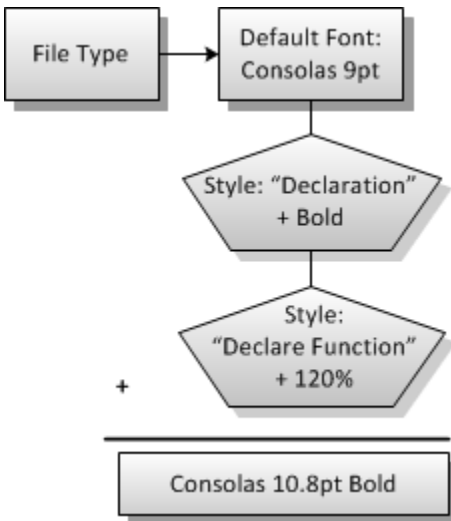 File Type
Default Font:
Consolas 9pt
Style: “Declaration”
+ Bold
Style:
“Declare Function”
+ 120%
+
Consolas 10.8pt Bold